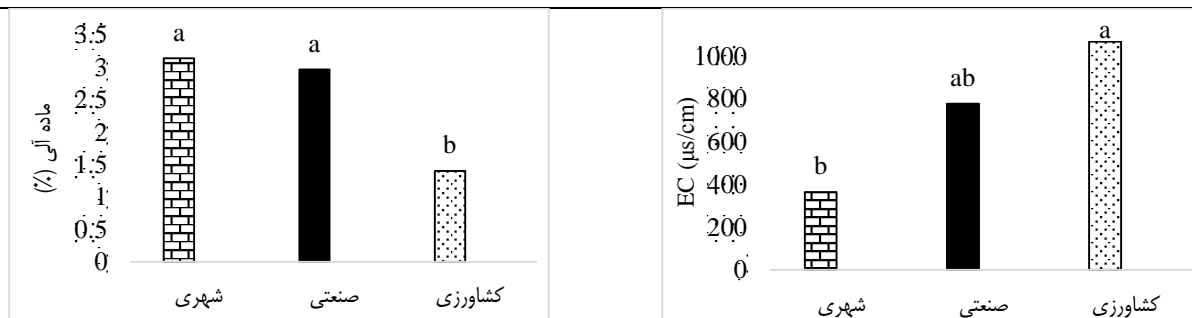 ماده آلی (%)
3.5
3
2.5
2
1.5
1
0.5
0
a
a
b
شهری
صنعتی
کشاورزی
EC (µs/cm)
1000
800
600
400
200
0
b
ab
a
شهری
صنعتی
کشاورزی